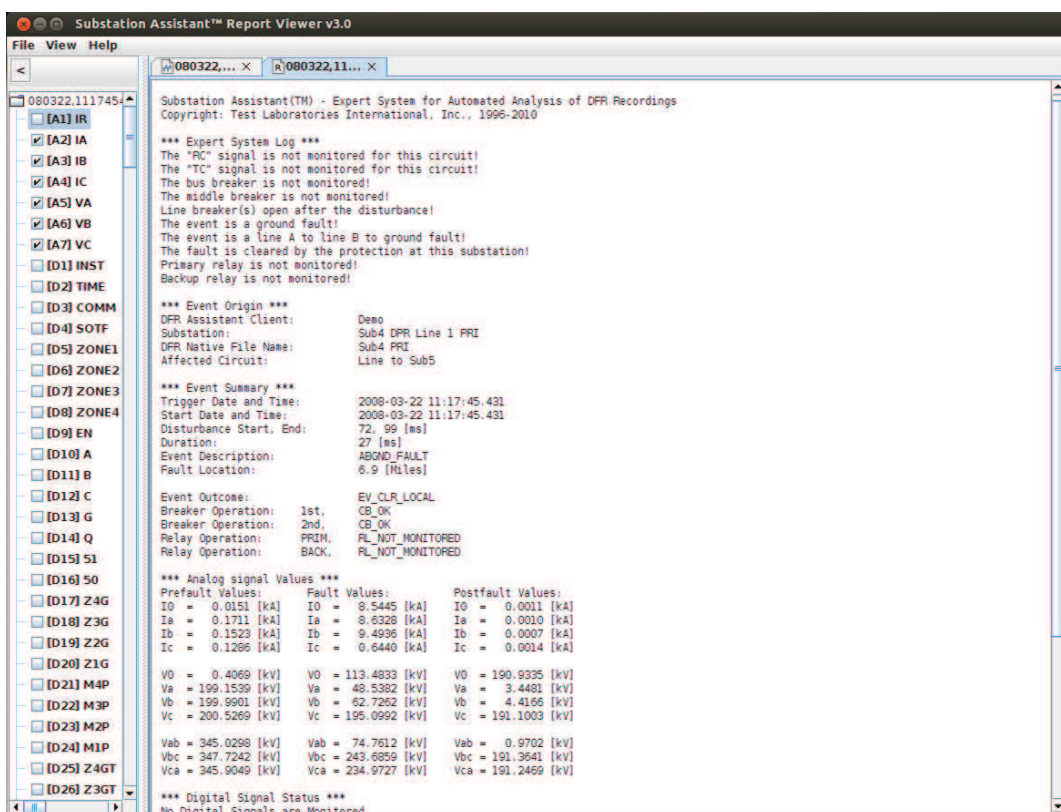 Substation Assistant™ Report Viewer v3.0
File View Help
<
080322,... ×
080322,11... ×
080322,111745
[A1] IR
[A2] IA
[A3] IB
[A4] IC
[A5] VA
[A6] VB
[A7] VC
[D1] INST
[D2] TIME
[D3] COMM
[D4] SOTF
[D5] ZONE1
[D6] ZONE2
[D7] ZONE3
[D8] ZONE4
[D9] EN
[D10] A
[D11] B
[D12] C
[D13] G
[D14] Q
[D15] 51
[D16] 50
[D17] Z4G
[D18] Z3G
[D19] Z2G
[D20] Z1G
[D21] M4P
[D22] M3P
[D23] M2P
[D24] M1P
[D25] Z4GT
[D26] Z3GT
Substation Assistant(TM) - Expert System for Automated Analysis of DFR Recordings
Copyright: Test Laboratories International, Inc., 1996-2010
*** Expert System Log ***
The "RC" signal is not monitored for this circuit!
The "TC" signal is not monitored for this circuit!
The bus breaker is not monitored!
The middle breaker is not monitored!
Line breaker(s) open after the disturbance!
The event is a ground fault!
The event is a line A to line B to ground fault!
The fault is cleared by the protection at this substation!
Primary relay is not monitored!
Backup relay is not monitored!
*** Event Origin ***
DFR Assistant Client: Demo
Substation: Sub4 DPR Line 1 PRI
DFR Native File Name: Sub4 PRI
Affected Circuit: Line to Sub5
*** Event Summary ***
Trigger Date and Time: 2008-03-22 11:17:45.431
Start Date and Time: 2008-03-22 11:17:45.431
Disturbance Start, End: 72, 99 [ms]
Duration: 27 [ms]
Event Description: ABGND_FAULT
Fault Location: 6.9 [Miles]
Event Outcome: EV_CLR_LOCAL
Breaker Operation: 1st, CB_OK
Breaker Operation: 2nd, CB_OK
Relay Operation: PRIM, RL_NOT_MONITORED
Relay Operation: BACK, RL_NOT_MONITORED
*** Analog signal Values ***
Prefault Values: Fault Values: Postfault Values:
I0 = 0.0151 [kA] I0 = 8.5445 [kA] I0 = 0.0011 [kA]
Ia = 0.1711 [kA] Ia = 8.6328 [kA] Ia = 0.0010 [kA]
Ib = 0.1523 [kA] Ib = 9.4936 [kA] Ib = 0.0007 [kA]
Ic = 0.1286 [kA] Ic = 0.6440 [kA] Ic = 0.0014 [kA]
V0 = 0.4069 [kV] V0 = 113.4833 [kV] V0 = 190.9335 [kV]
Va = 199.1539 [kV] Va = 48.5382 [kV] Va = 3.4481 [kV]
Vb = 199.9901 [kV] Vb = 62.7262 [kV] Vb = 4.4166 [kV]
Vc = 200.5269 [kV] Vc = 195.0992 [kV] Vc = 191.1003 [kV]
Vab = 345.0298 [kV] Vab = 74.7612 [kV] Vab = 0.9702 [kV]
Vbc = 347.7242 [kV] Vbc = 243.6859 [kV] Vbc = 191.3641 [kV]
Vca = 345.9049 [kV] Vca = 234.9727 [kV] Vca = 191.2469 [kV]
*** Digital Signal Status ***
No Digital Signals are Monitored